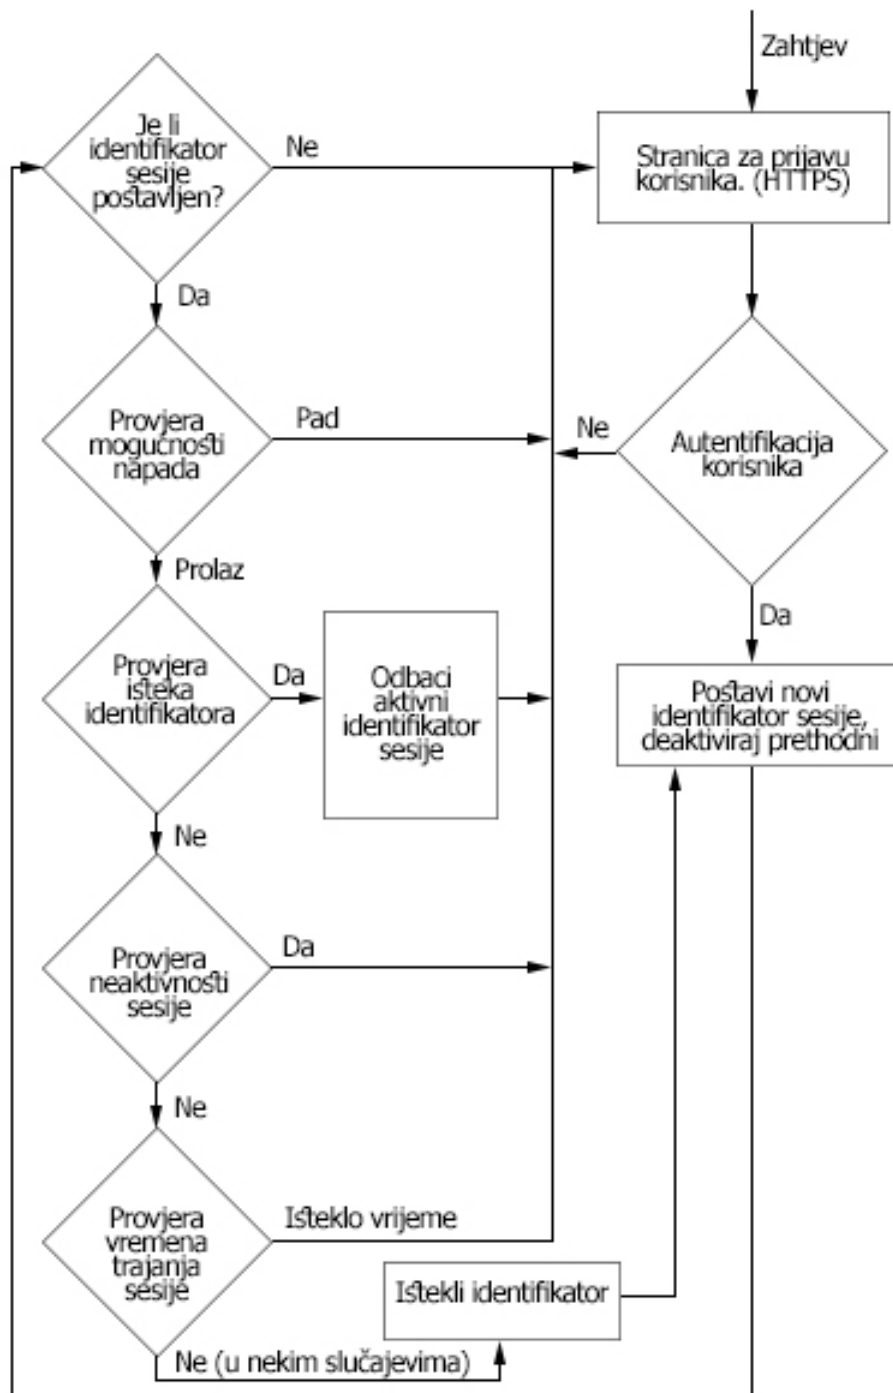 Zahtjev
Stranica za prijavu
korisnika. (HTTPS)
Je li
identifikator
sesije
postavljen?
Ne
Da
Provjera
mogućnosti
napada
Pad
Ne
Autentifikacija
korisnika
Prolaz
Da
Provjera
isteka
identifikatora
Da
Odbaci
aktivni
identifikator
sesije
Postavi novi
identifikator sesije,
deaktiviraj prethodni
Ne
Provjera
neaktivnosti
sesije
Da
Ne
Provjera
vremena
trajanja
sesije
Isteklo vrijeme
Istekli identifikator
Ne (u nekim slučajevima)